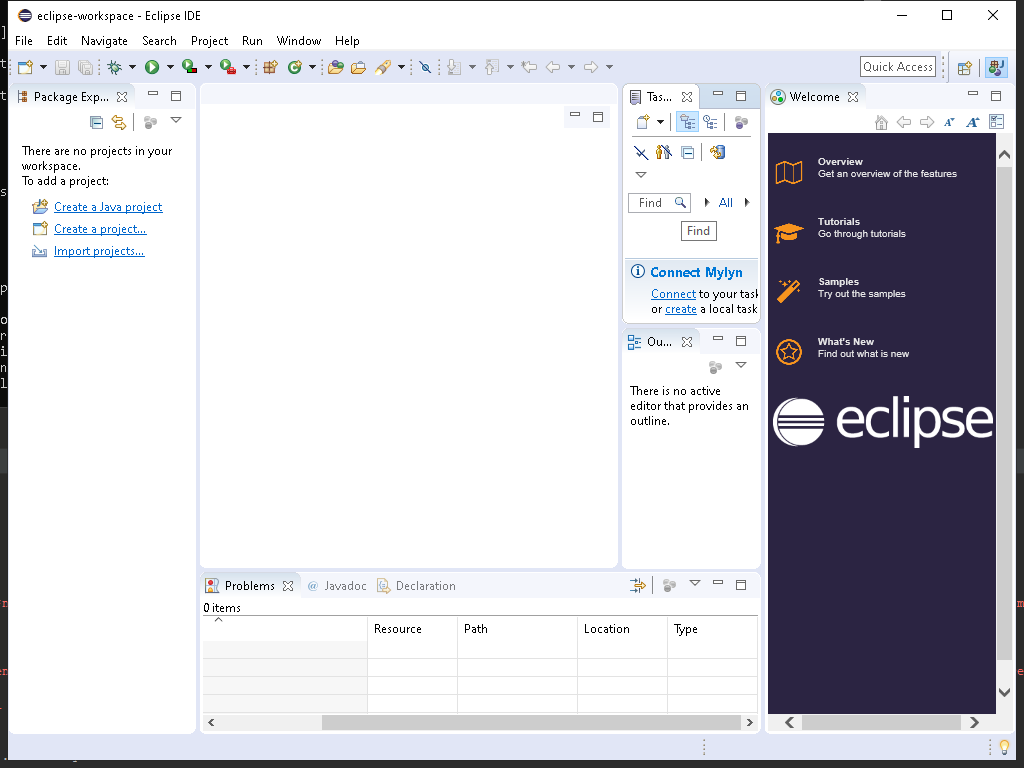 eclipse-workspace - Eclipse IDE
File Edit Navigate Search Project Run Window Help
Quick Access
Package Exp...
There are no projects in your
workspace.
To add a project:
Create a Java project
Create a project...
Import projects...
Tas...
Find
All
Find
Connect Mylyn
Connect to your task
or create a local task
Ou...
There is no active
editor that provides an
outline.
Welcome
Overview
Get an overview of the features
Tutorials
Go through tutorials
Samples
Try out the samples
What's New
Find out what is new
eclipse
Problems @ Javadoc Declaration
0 items
Resource Path Location Type